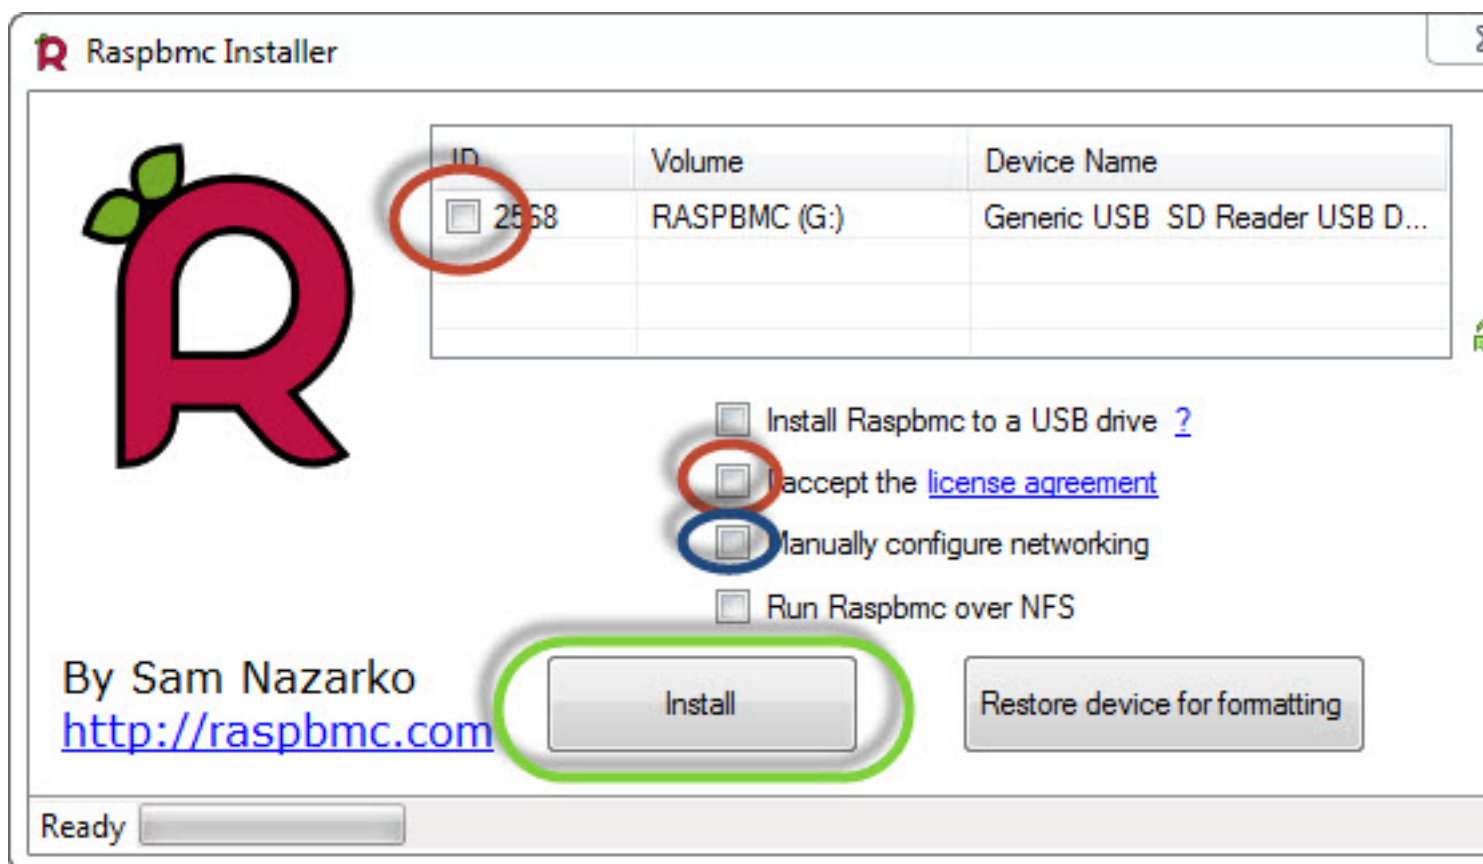 Raspbmc Installer
ID Volume Device Name
2568 RASPBMC (G:) Generic USB SD Reader USB D...
Install Raspbmc to a USB drive ?
I accept the license agreement
Manually configure networking
Run Raspbmc over NFS
By Sam Nazarko
http://raspbmc.com
Install
Restore device for formatting
Ready